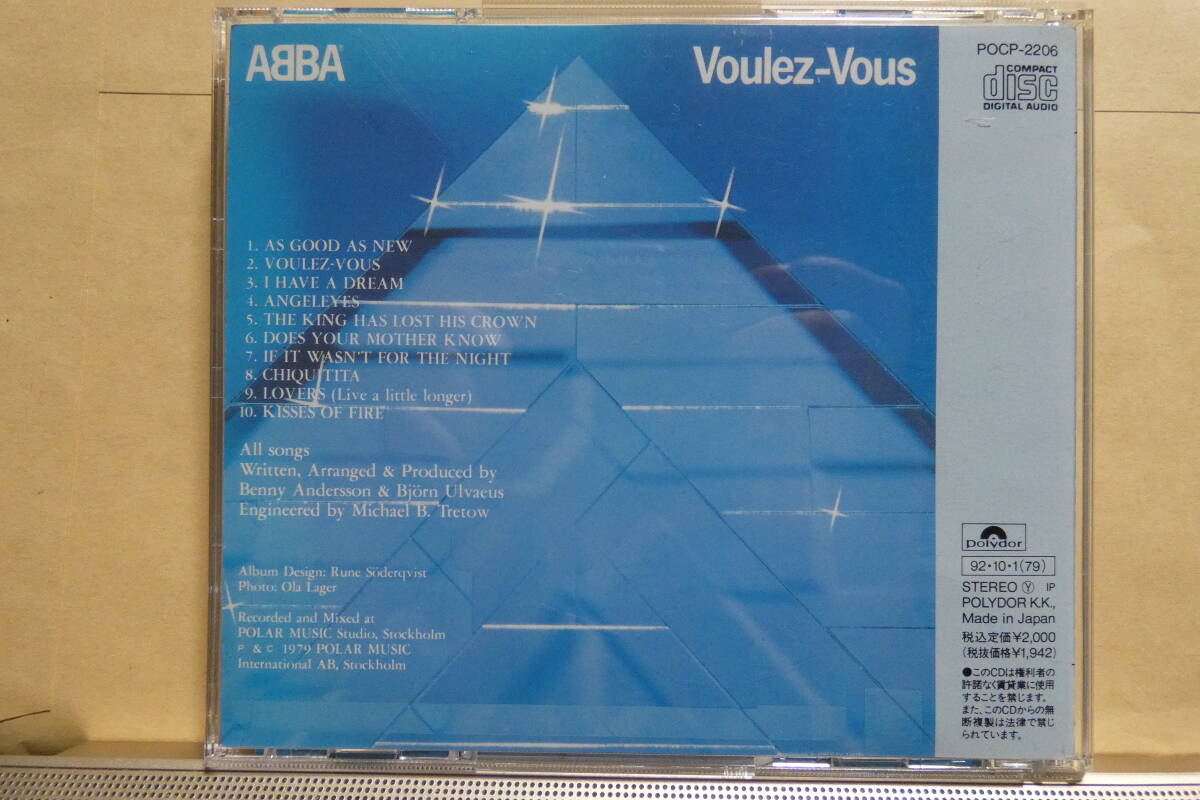 ABBA
Voulez-Vous
1. AS GOOD AS NEW
2. VOULEZ-VOUS
3. I HAVE A DREAM
4. ANGELEYES
5. THE KING HAS LOST HIS CROWN
6. DOES YOUR MOTHER KNOW
7. IF IT WASN'T FOR THE NIGHT
8. CHIQUITITA
9. LOVERS (Live a little longer)
10. KISSES OF FIRE
All songs
Written, Arranged & Produced by
Benny Andersson & Björn Ulvaeus
Engineered by Michael B. Tretow
Album Design: Rune Söderqvist
Photo: Ola Lager
Recorded and Mixed at
POLAR MUSIC Studio, Stockholm
P & C 1979 POLAR MUSIC
International AB, Stockholm
POCP-2206
COMPACT
disc
DIGITAL AUDIO
polydor
92・10・1(79)
STEREO Ⓨ IP
POLYDOR K.K.,
Made in Japan
税込定価¥2,000
(税抜価格¥1,942)
●このCDは権利者の
許諾なく賃貸業に使用
することを禁じます。
また、このCDからの無
断複製は法律で禁じ
られています。